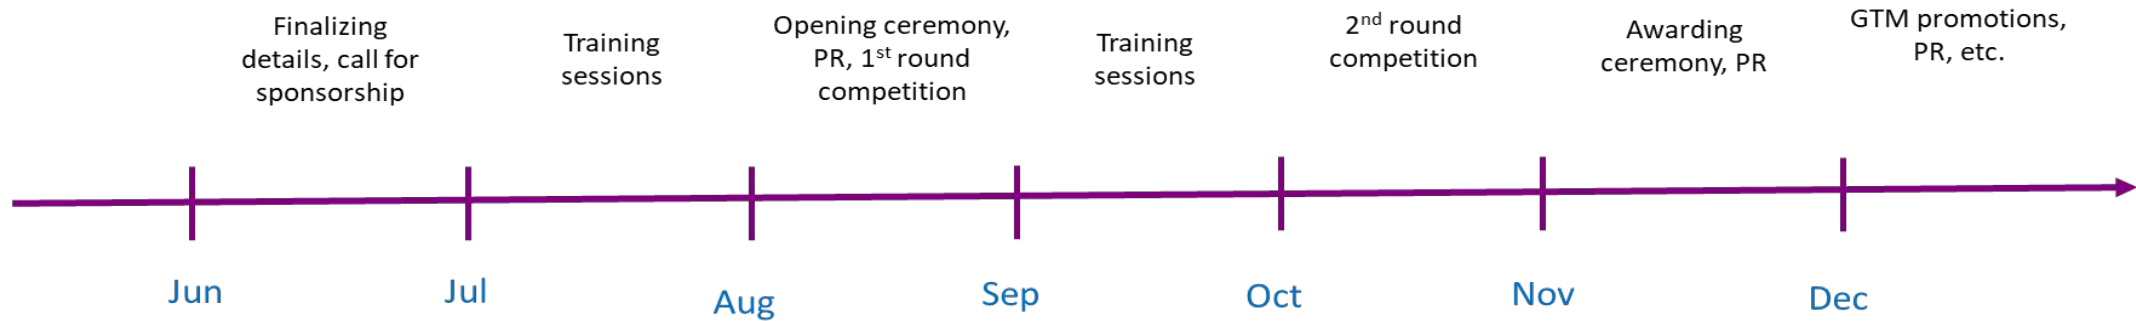 Finalizing
details, call for
sponsorship
Training
sessions
Opening ceremony,
PR, 1st round
competition
Training
sessions
2nd round
competition
Awarding
ceremony, PR
GTM promotions,
PR, etc.
Jun
Jul
Aug
Sep
Oct
Nov
Dec